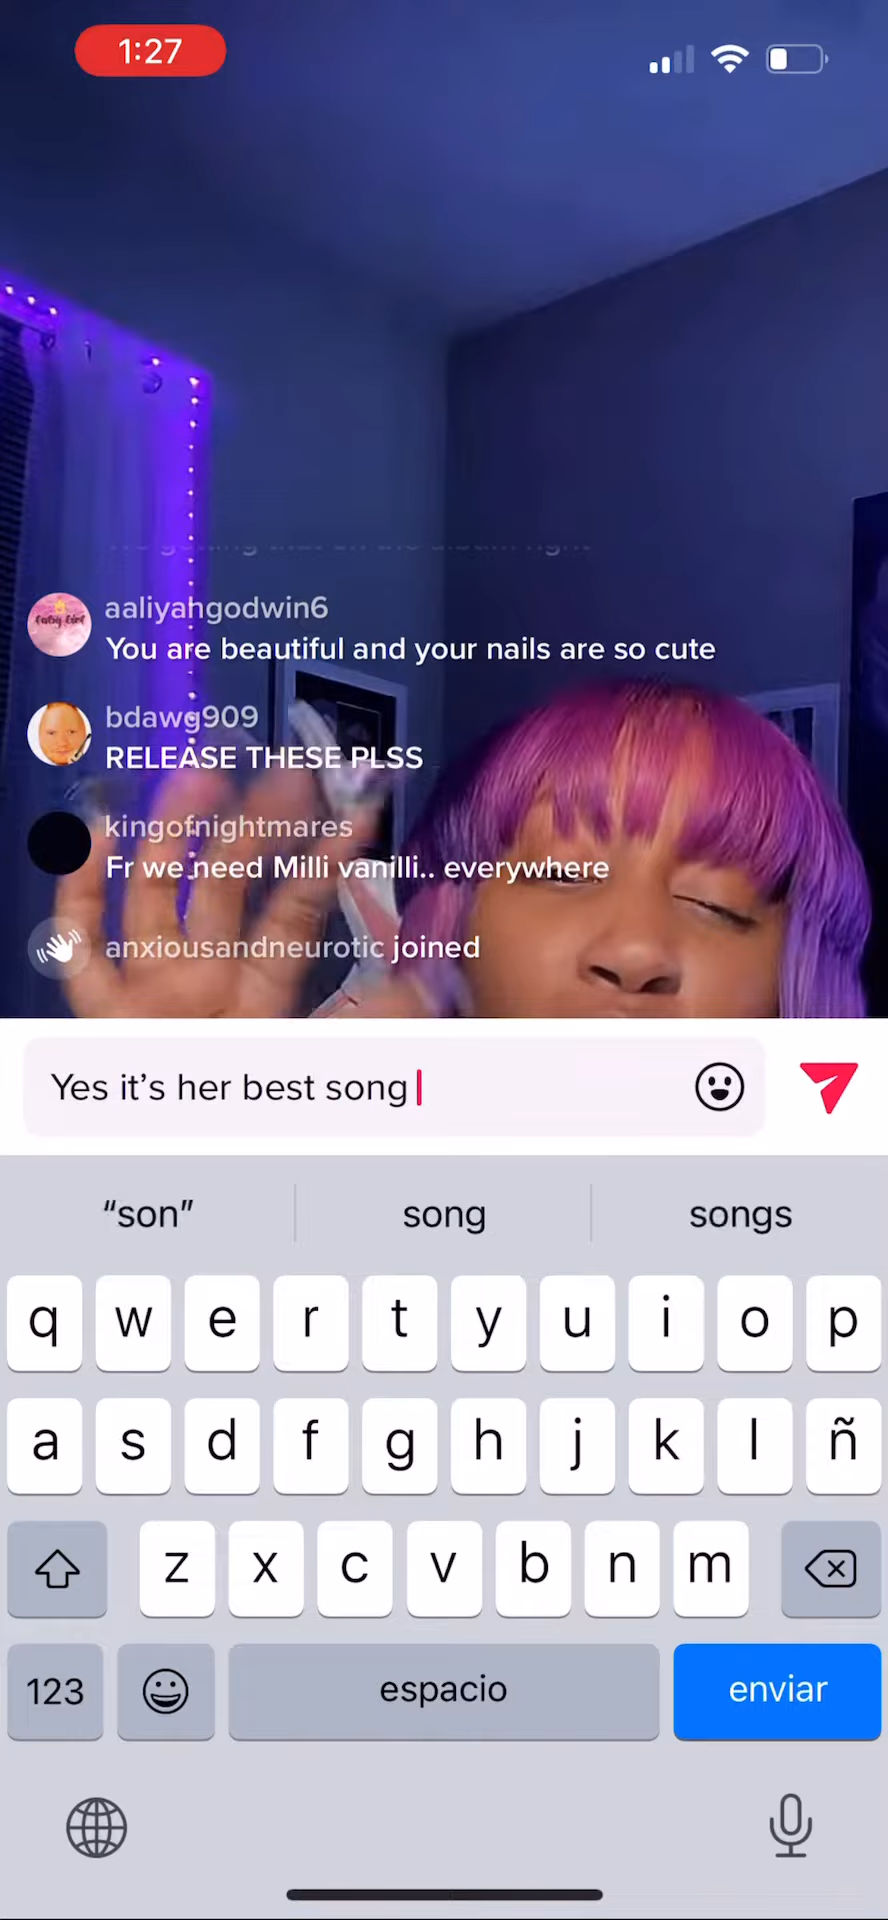 1:27
aaliyahgodwin6
You are beautiful and your nails are so cute
bdawg909
RELEASE THESE PLSS
kingofnightmares
Fr we need Milli vanilli.. everywhere
anxiousandneurotic joined
Yes it’s her best song
“son” song songs
q w e r t y u i o p
a s d f g h j k l ñ
z x c v b n m
123 espacio enviar